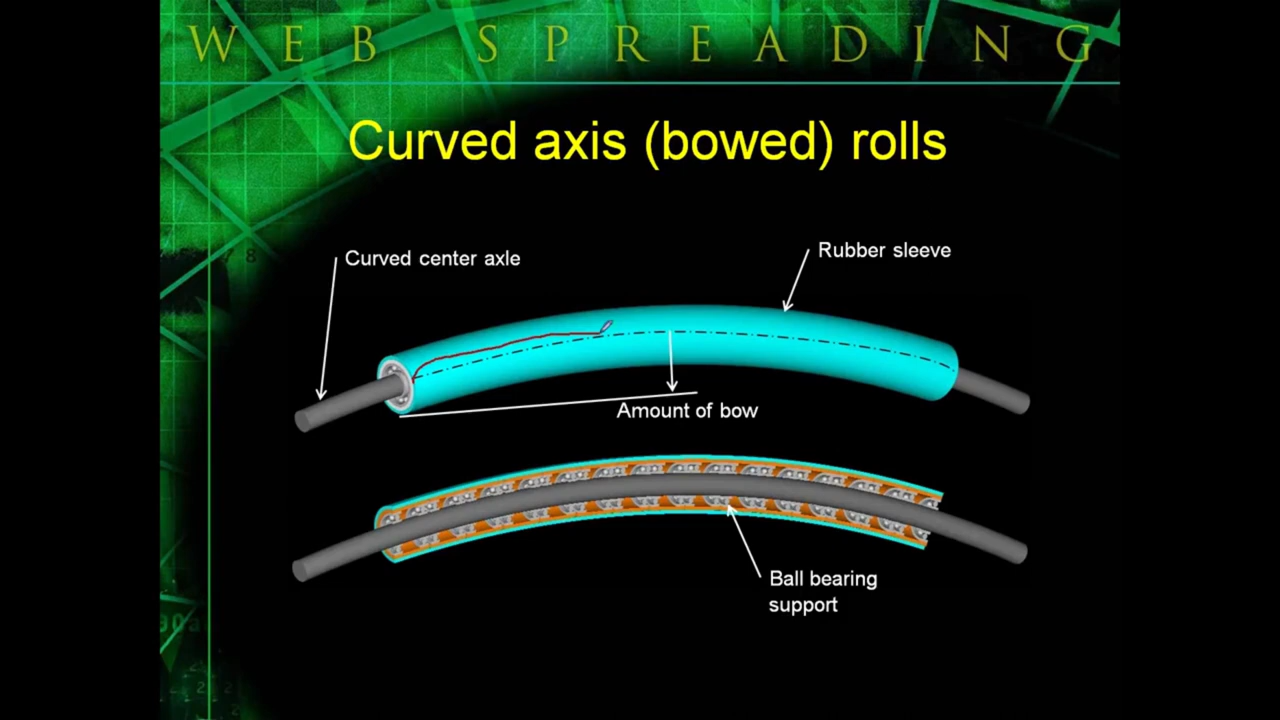 WEB SPREADING
Curved axis (bowed) rolls
Curved center axle
Rubber sleeve
Amount of bow
Ball bearing
support